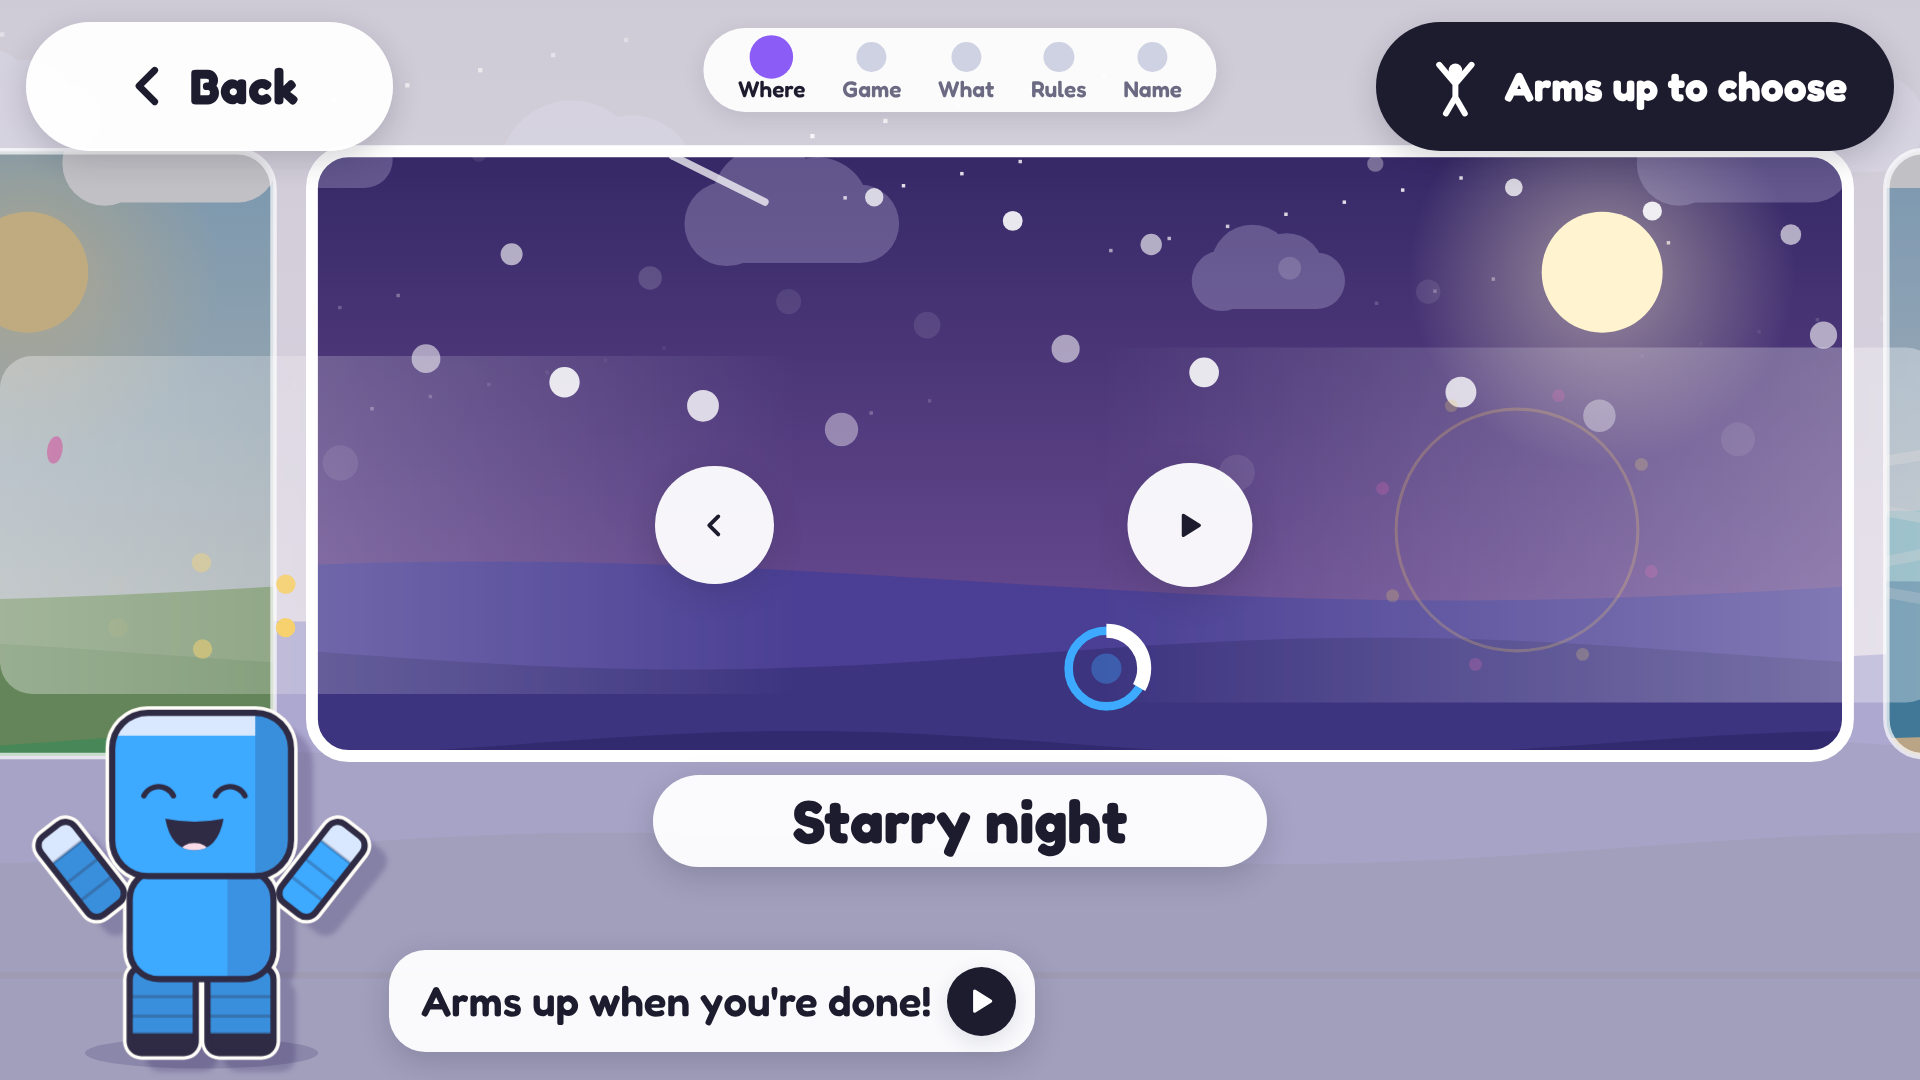 Back
Where
Game
What
Rules
Name
Arms up to choose
Starry night
Arms up when you're done!